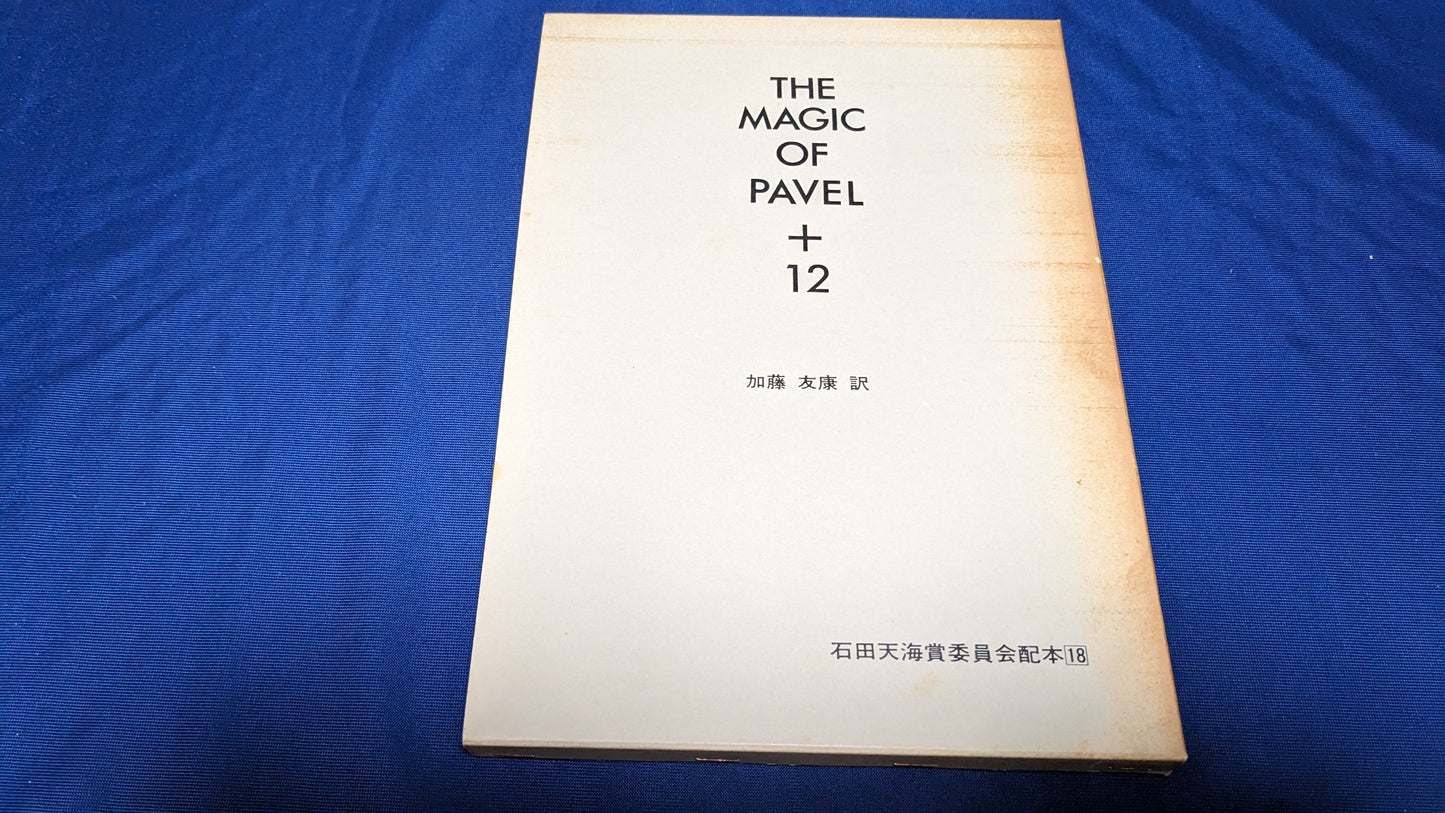 THE
MAGIC
OF
PAVEL
+
12
加藤 友康 訳
石田天海賞委員会配本18